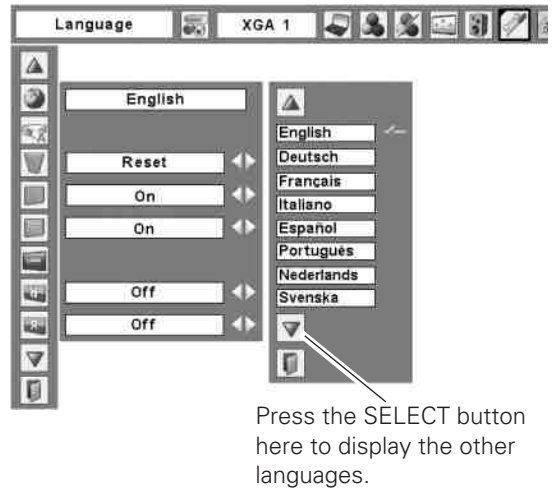 Language
XGA 1
English
Reset
On
On
Off
Off
English
Deutsch
Français
Italiano
Español
Português
Nederlands
Svenska
Press the SELECT button
here to display the other
languages.